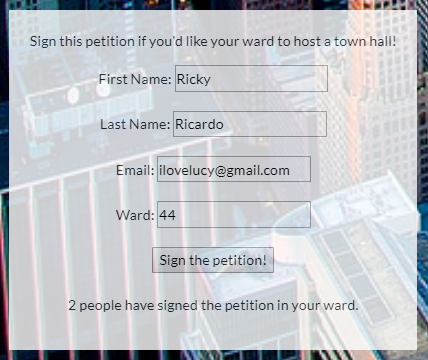 Sign this petition if you'd like your ward to host a town hall!
First Name: Ricky
Last Name: Ricardo
Email: ilovelucy@gmail.com
Ward: 44
Sign the petition!
2 people have signed the petition in your ward.